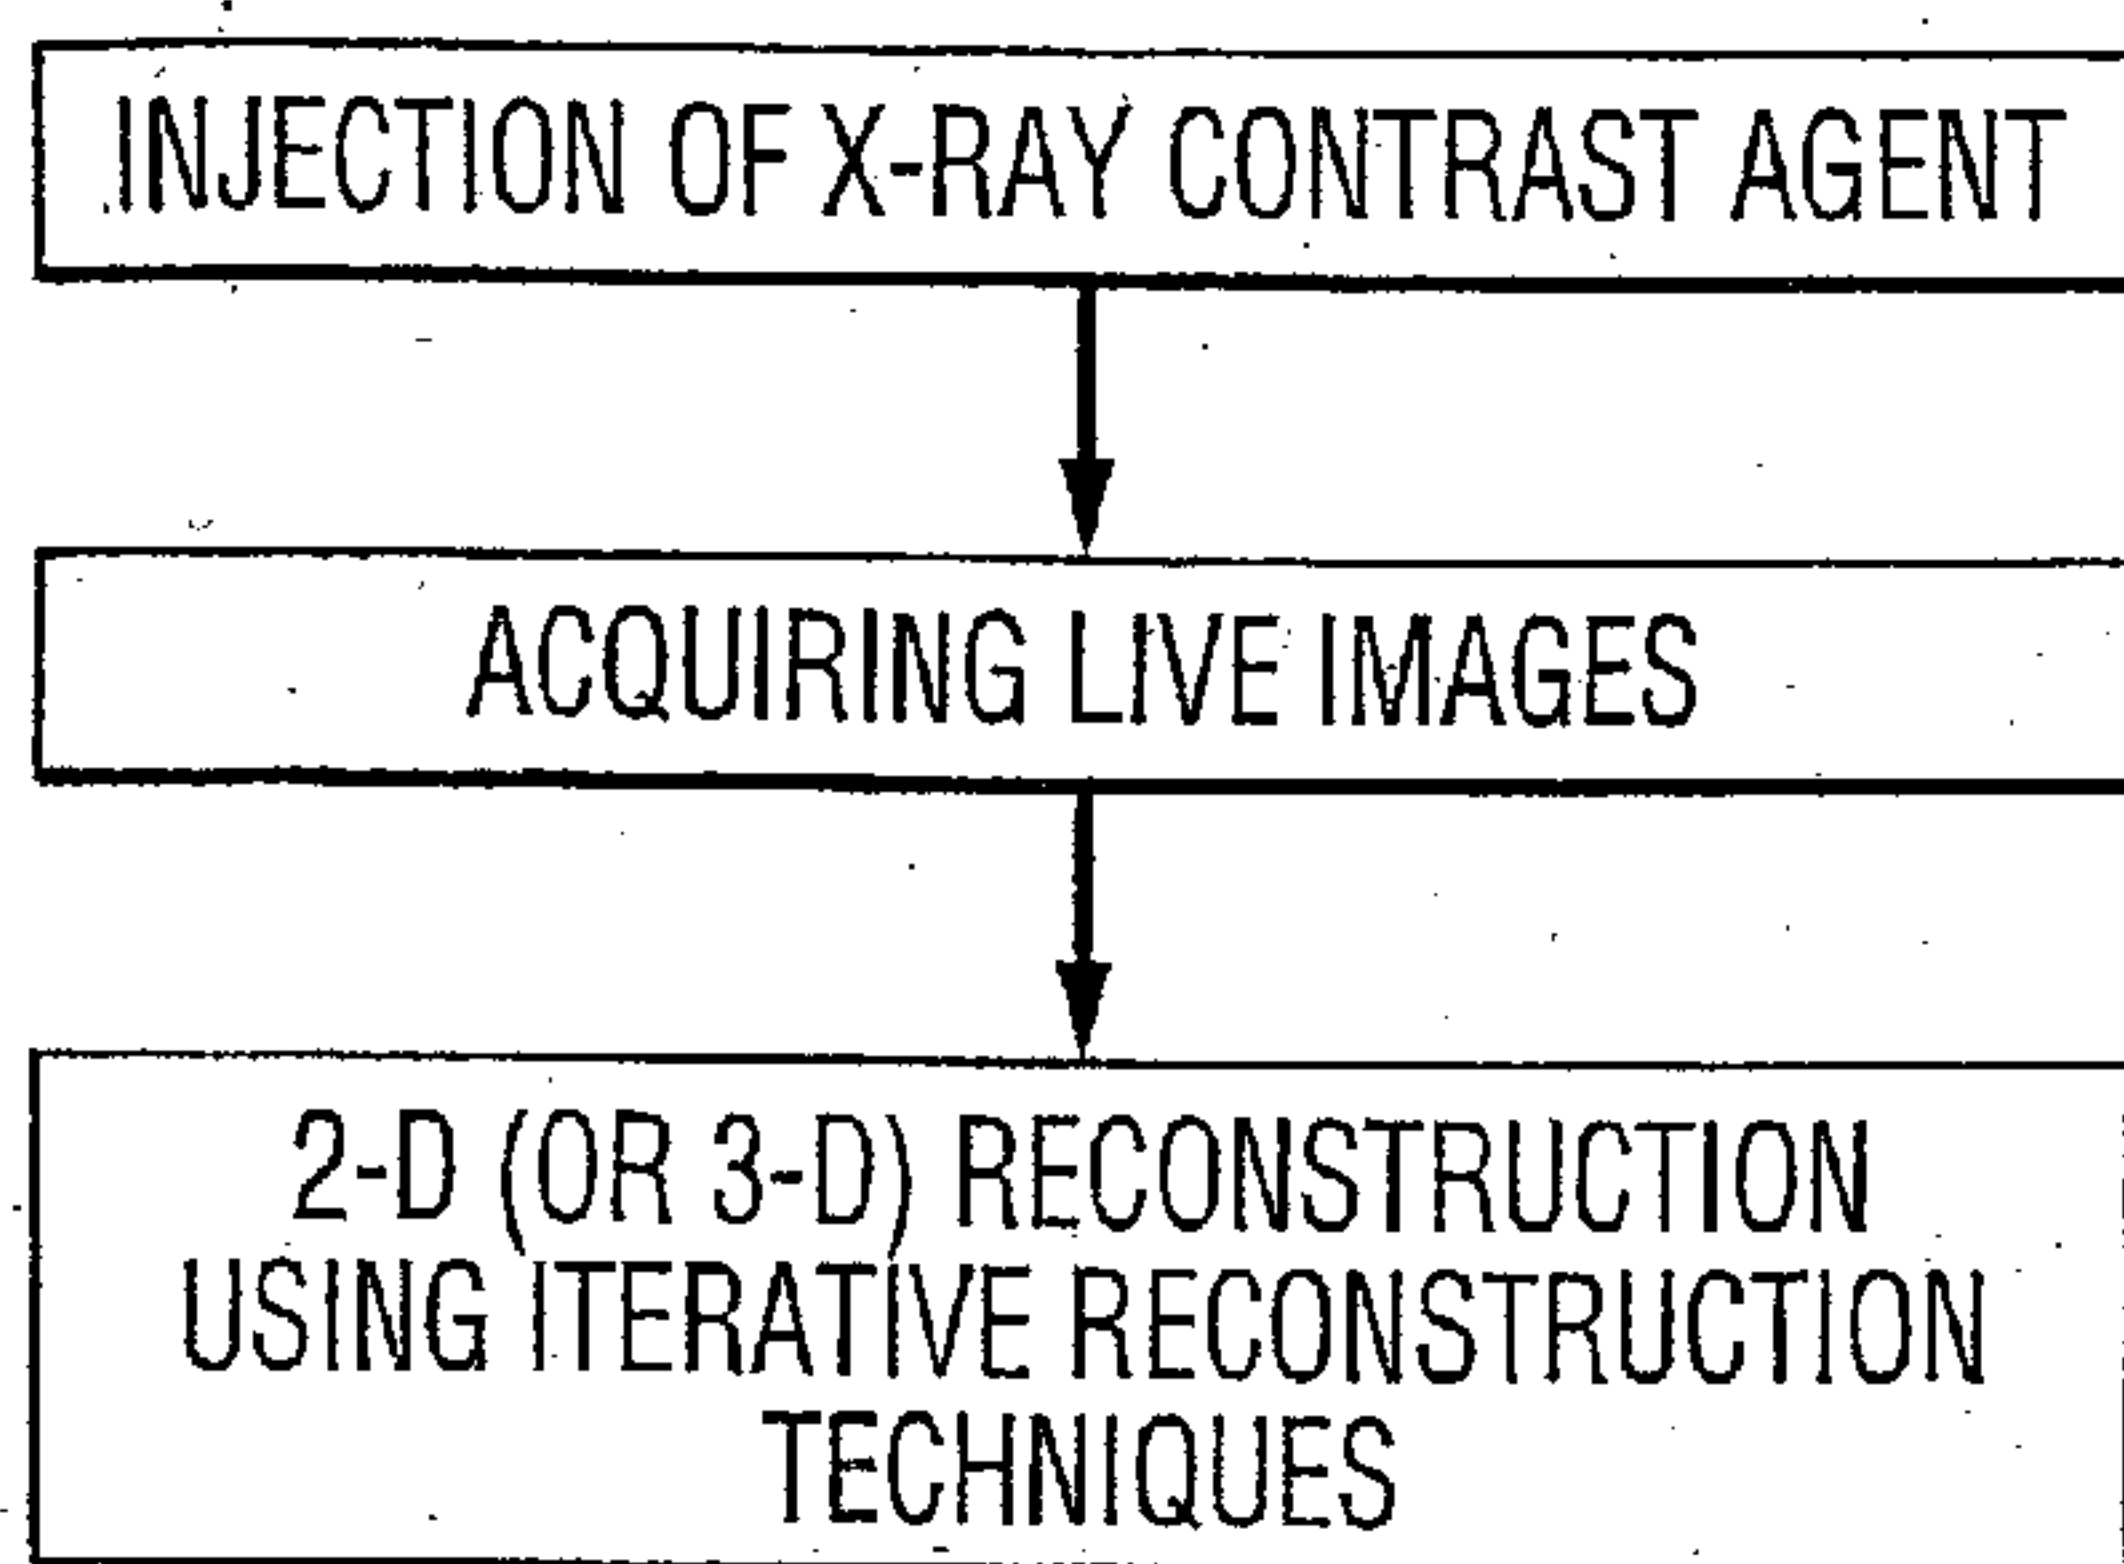 INJECTION OF X-RAY CONTRAST AGENT
ACQUIRING LIVE IMAGES
2-D (OR 3-D) RECONSTRUCTION
USING ITERATIVE RECONSTRUCTION
TECHNIQUES